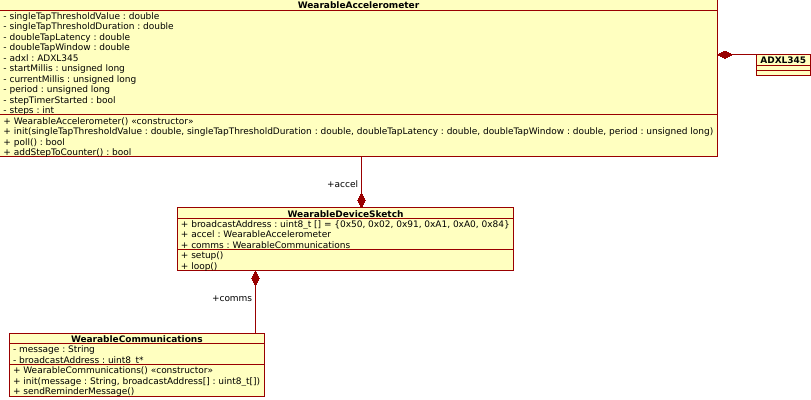 WearableAccelerometer
- singleTapThresholdValue : double
- singleTapThresholdDuration : double
- doubleTapLatency : double
- doubleTapWindow : double
- adxl : ADXL345
- startMillis : unsigned long
- currentMillis : unsigned long
- period : unsigned long
- stepTimerStarted : bool
- steps : int
+ WearableAccelerometer() «constructor»
+ init(singleTapThresholdValue : double, singleTapThresholdDuration : double, doubleTapLatency : double, doubleTapWindow : double, period : unsigned long)
+ poll() : bool
+ addStepToCounter() : bool
ADXL345
+accel
WearableDeviceSketch
+ broadcastAddress : uint8_t [] = {0x50, 0x02, 0x91, 0xA1, 0xA0, 0x84}
+ accel : WearableAccelerometer
+ comms : WearableCommunications
+ setup()
+ loop()
+comms
WearableCommunications
- message : String
- broadcastAddress : uint8_t*
+ WearableCommunications() «constructor»
+ init(message : String, broadcastAddress[] : uint8_t[])
+ sendReminderMessage()